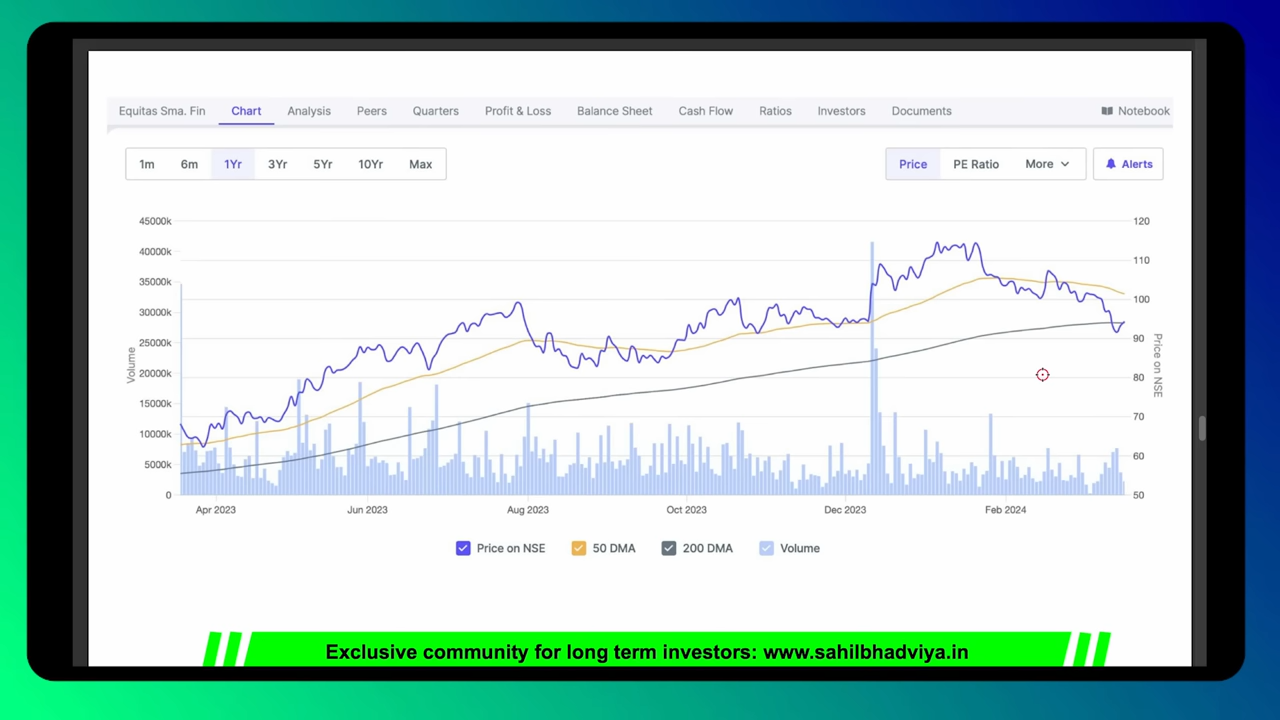 Equitas Sma. Fin Chart Analysis Peers Quarters Profit & Loss Balance Sheet Cash Flow Ratios Investors Documents Notebook
1m 6m 1Yr 3Yr 5Yr 10Yr Max Price PE Ratio More Alerts
45000k 120
40000k 110
35000k
30000k 100
25000k 90
20000k 80
15000k 70
10000k
5000k 60
0 50
Volume
Price on NSE
Apr 2023 Jun 2023 Aug 2023 Oct 2023 Dec 2023 Feb 2024
Price on NSE 50 DMA 200 DMA Volume
Exclusive community for long term investors: www.sahilbhadviya.in